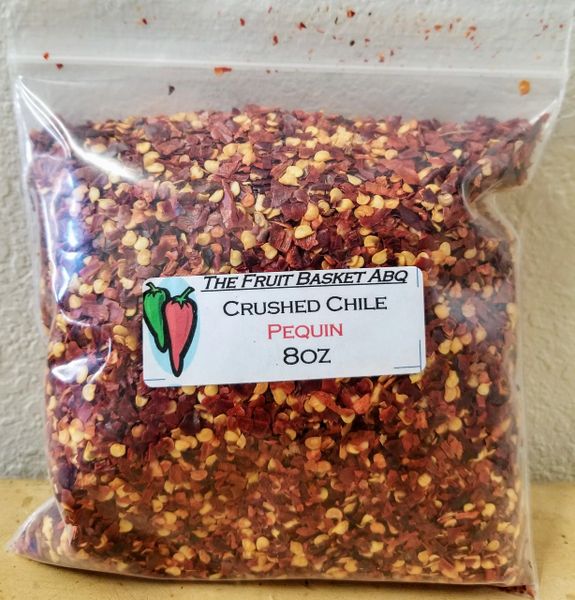 The Fruit Basket Abq
Crushed Chile
Pequin
8oz